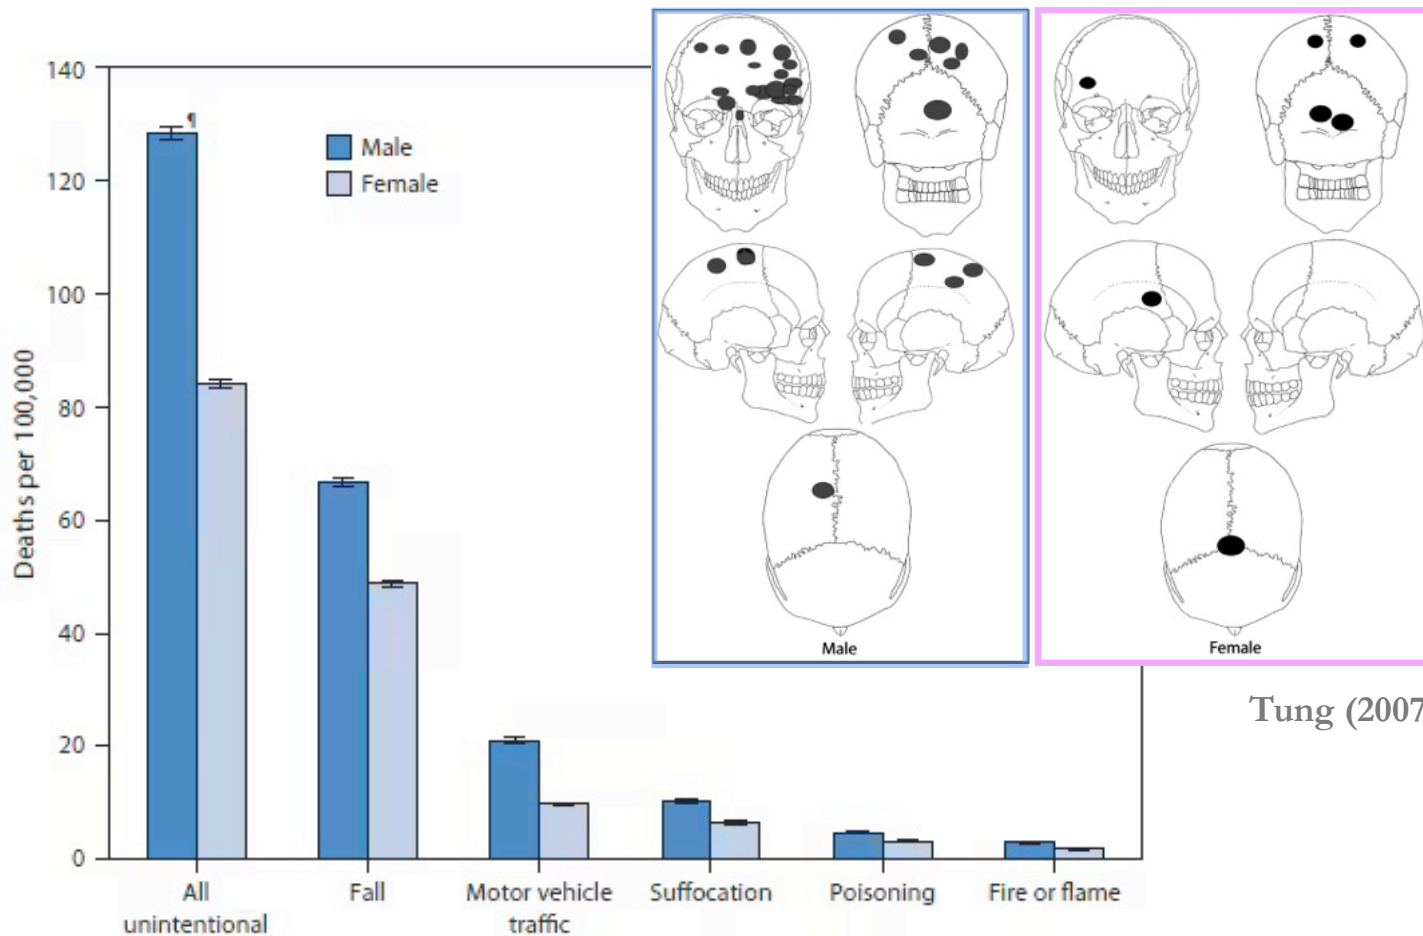 Deaths per 100,000
140
120
100
80
60
40
20
0
¶
Male
Female
All
unintentional
Fall
Motor vehicle
traffic
Suffocation
Poisoning
Fire or flame
Male
Female
Tung (2007